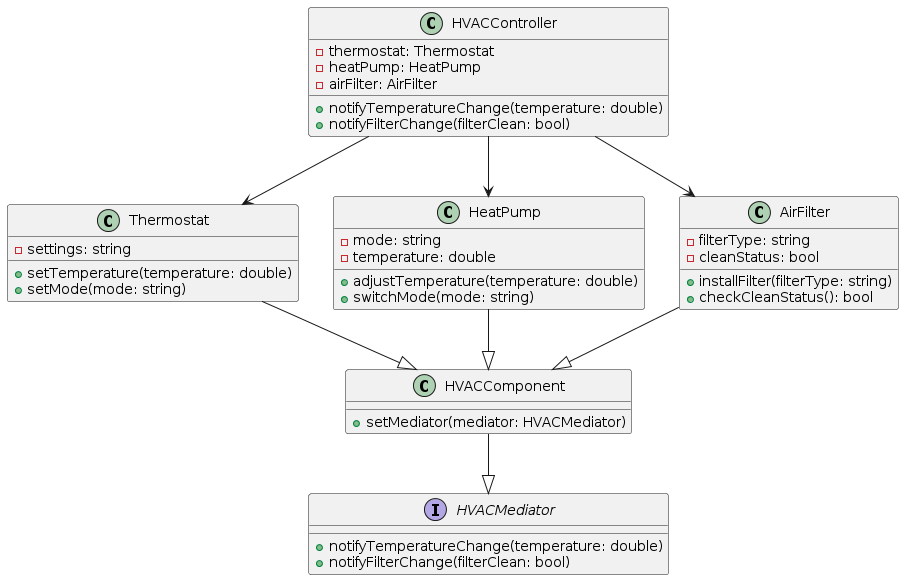 HVACController
thermostat: Thermostat
heatPump: HeatPump
airFilter: AirFilter
notifyTemperatureChange(temperature: double)
notifyFilterChange(filterClean: bool)
Thermostat
settings: string
setTemperature(temperature: double)
setMode(mode: string)
HeatPump
mode: string
temperature: double
adjustTemperature(temperature: double)
switchMode(mode: string)
AirFilter
filterType: string
cleanStatus: bool
installFilter(filterType: string)
checkCleanStatus(): bool
HVACComponent
setMediator(mediator: HVACMediator)
HVACMediator
notifyTemperatureChange(temperature: double)
notifyFilterChange(filterClean: bool)